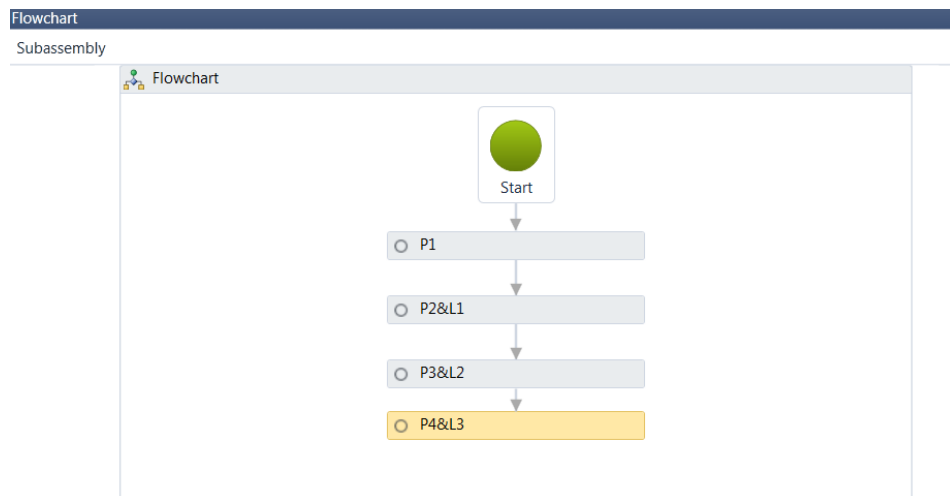 Flowchart
Subassembly
Flowchart
Start
P1
P2&L1
P3&L2
P4&L3